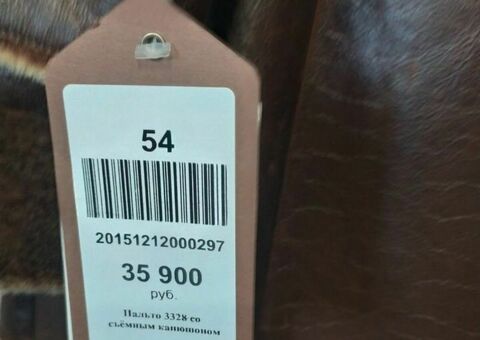 54
20151212000297
35 900
руб.
Пальто 3328 со
съёмным капюшоном